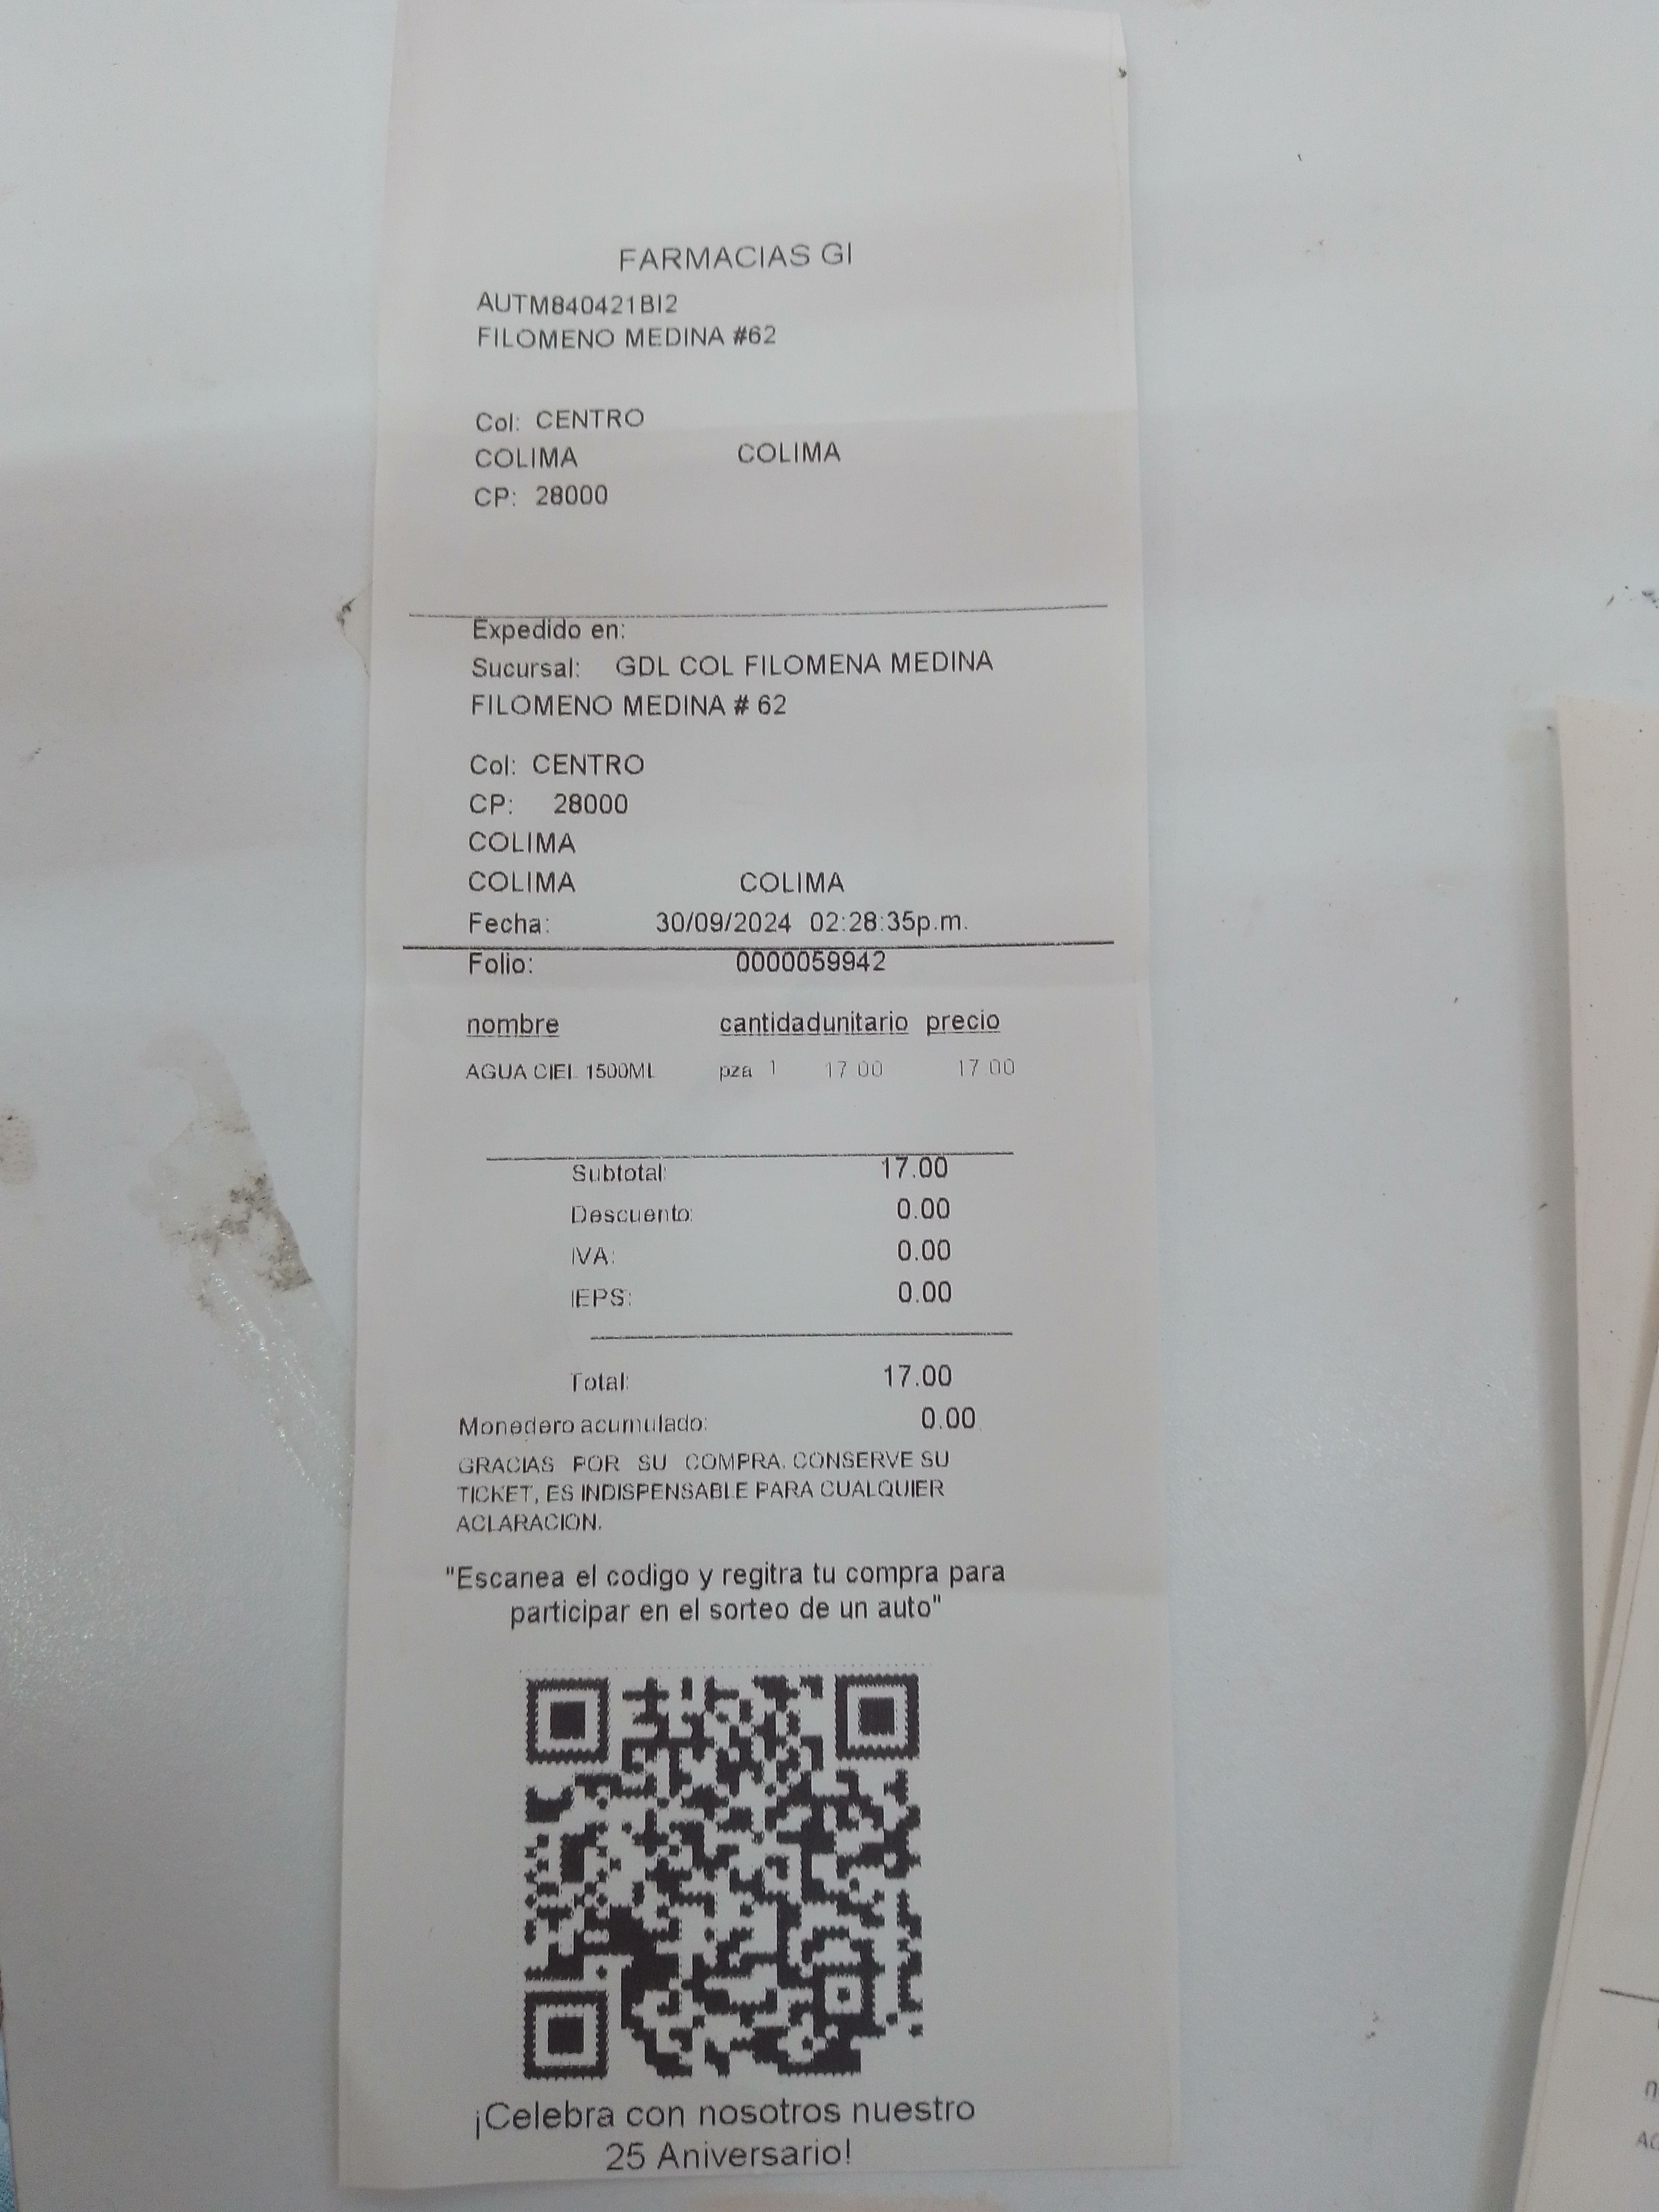 FARMACIAS GI
AUTM840421BI2
FILOMENO MEDINA #62
Col: CENTRO
COLIMA COLIMA
CP: 28000
Expedido en:
Sucursal: GDL COL FILOMENA MEDINA
FILOMENO MEDINA # 62
Col: CENTRO
CP: 28000
COLIMA
COLIMA COLIMA
Fecha: 30/09/2024 02:28:35p.m.
Folio: 0000059942
nombre cantidadunitario precio
AGUA CIEL 1500ML pza 1 17.00 17.00
Subtotal: 17.00
Descuento: 0.00
IVA: 0.00
IEPS: 0.00
Total: 17.00
Monedero acumulado: 0.00
GRACIAS POR SU COMPRA. CONSERVE SU
TICKET, ES INDISPENSABLE PARA CUALQUIER
ACLARACION.
"Escanea el codigo y regitra tu compra para
participar en el sorteo de un auto"
¡Celebra con nosotros nuestro
25 Aniversario!